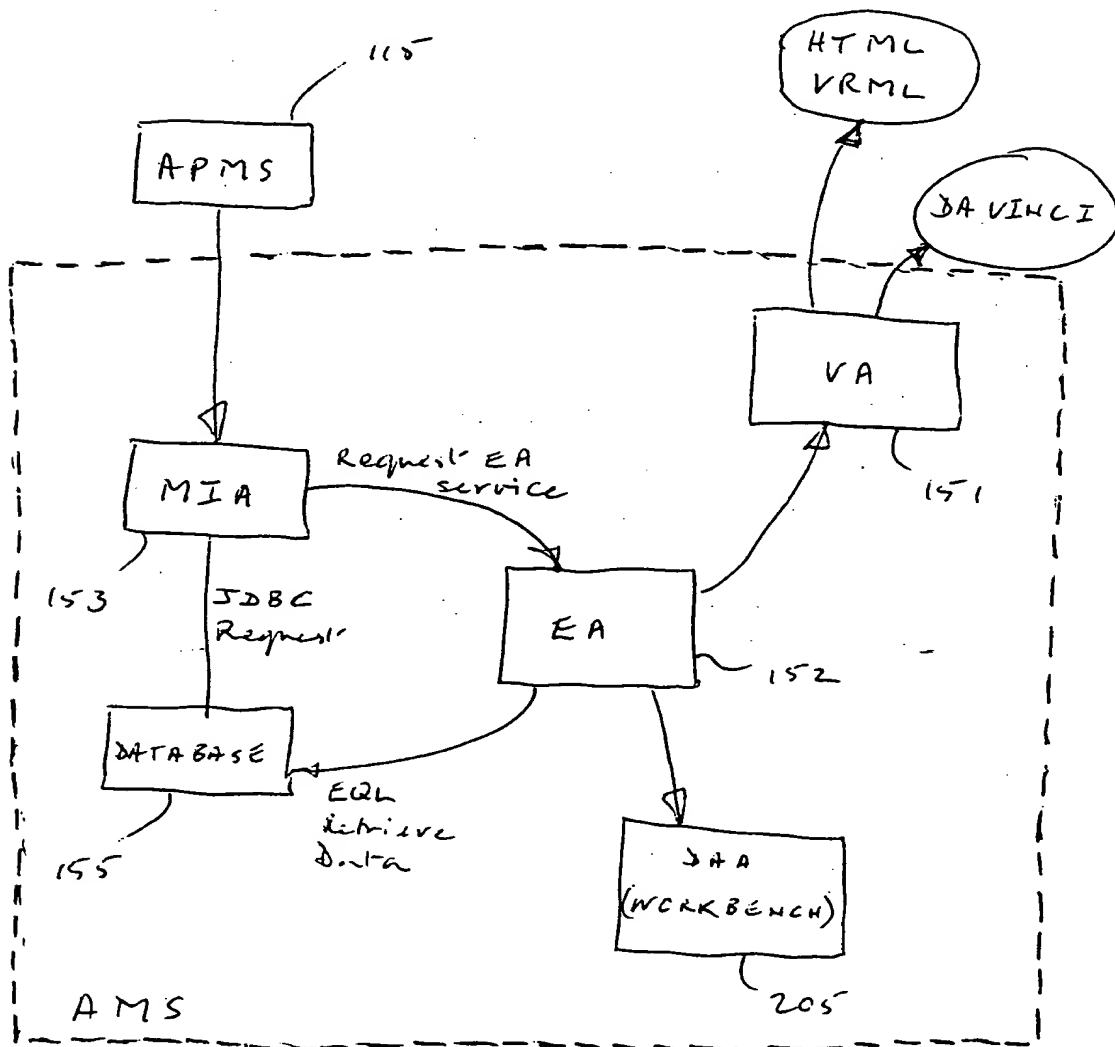 115
HTML
VRML
APMS
DA VINCI
VA
151
MIA
Request EA
service
153
JDBC
Request
EA
152
DATABASE
EQL
Retrieve
Data
155
DAA
(WORKBENCH)
205
AMS